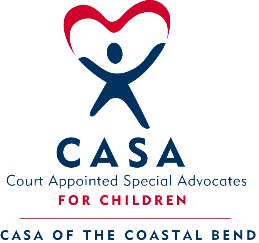 CASA
Court Appointed Special Advocates
FOR CHILDREN
CASA OF THE COASTAL BEND